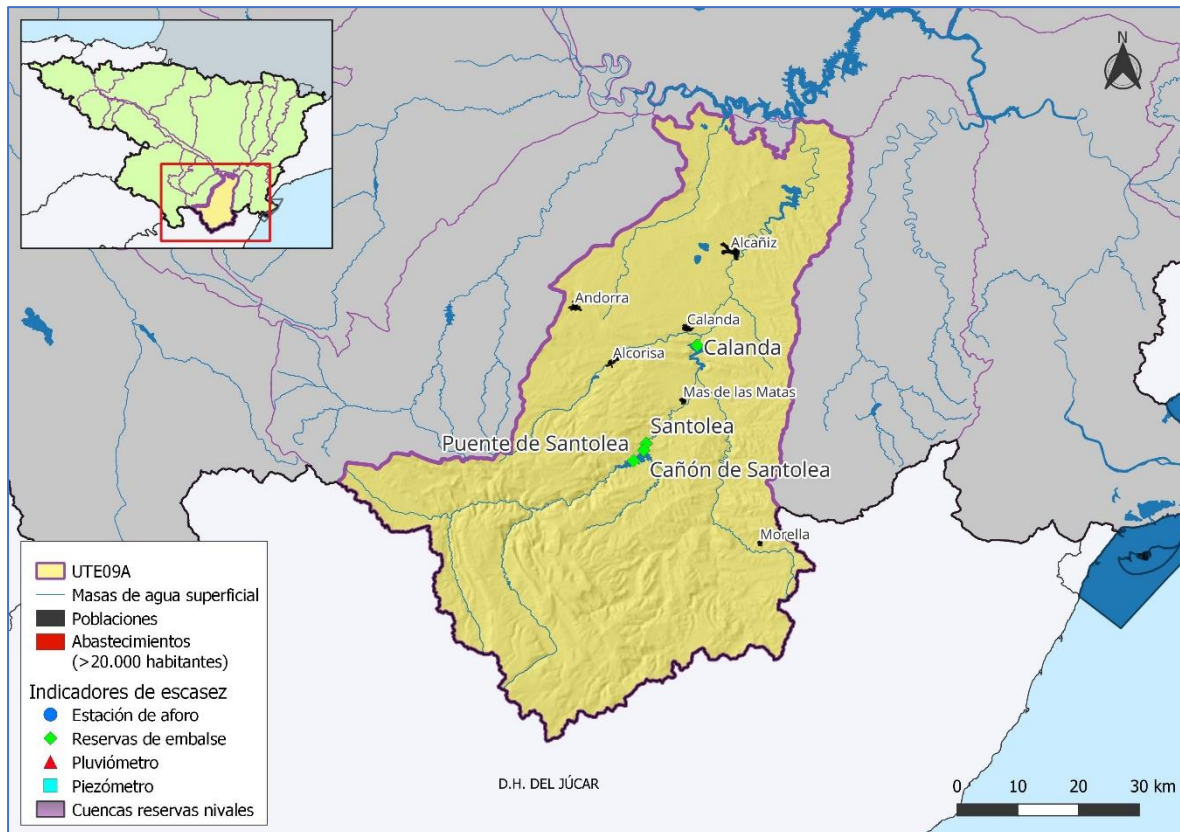 N
Alcañiz
Andorra
Calanda
Calanda
Alcorisa
Mas de las Matas
Santolea
Puente de Santolea
Cañón de Santolea
Morella
UTE09A
Masas de agua superficial
Poblaciones
Abastecimientos
(>20.000 habitantes)
Indicadores de escasez
Estación de aforo
Reservas de embalse
Pluviómetro
Piezómetro
Cuencas reservas nivales
D.H. DEL JÚCAR
0 10 20 30 km